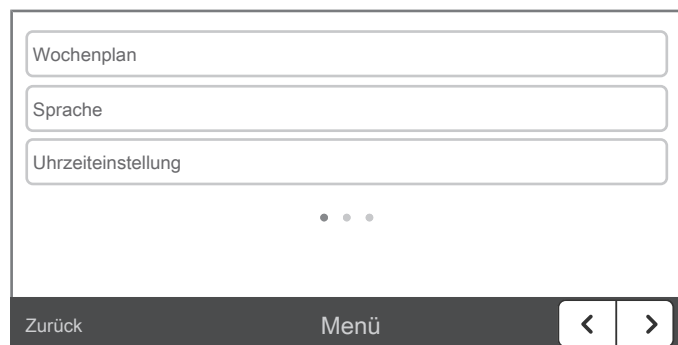 Wochenplan
Sprache
Uhrzeiteinstellung
Zurück Menü